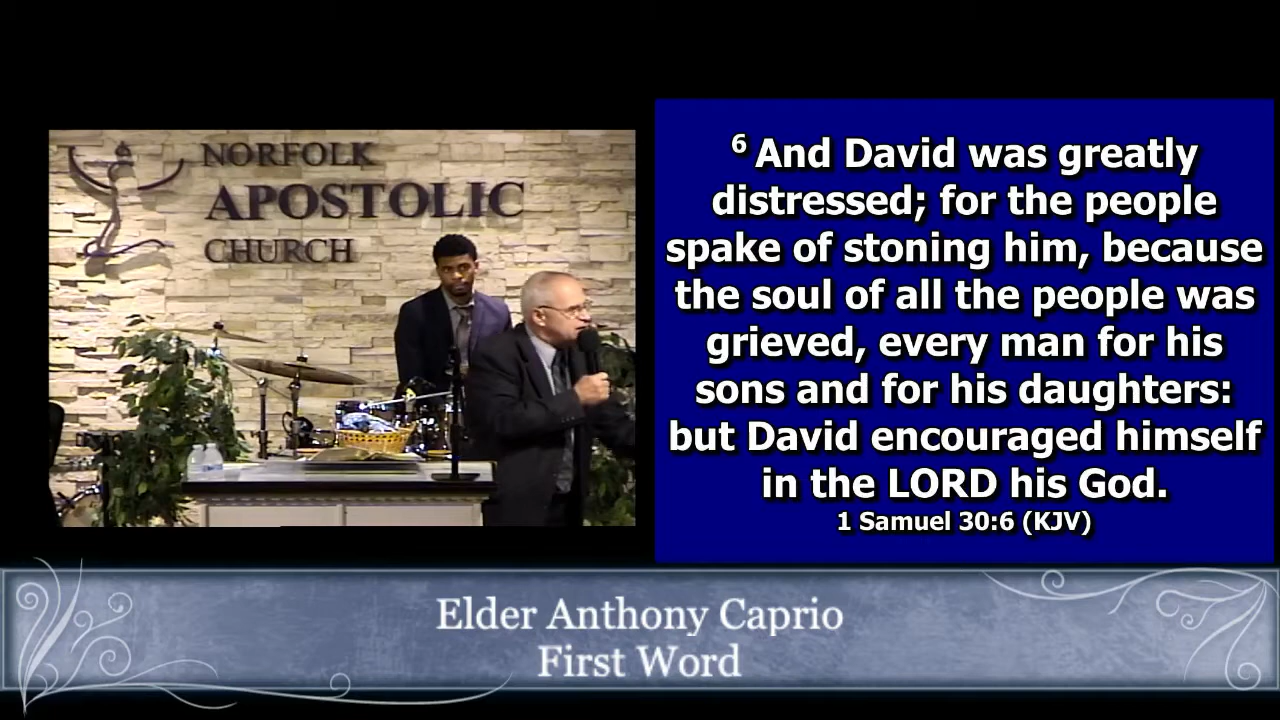 NORFOLK
APOSTOLIC
CHURCH
6 And David was greatly
distressed; for the people
spake of stoning him, because
the soul of all the people was
grieved, every man for his
sons and for his daughters:
but David encouraged himself
in the LORD his God.
1 Samuel 30:6 (KJV)
Elder Anthony Caprio
First Word